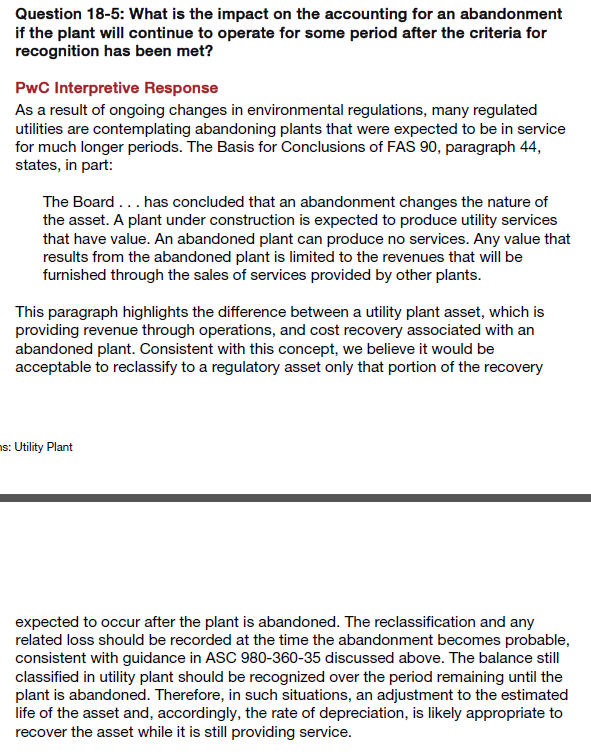 Question 18-5: What is the impact on the accounting for an abandonment
if the plant will continue to operate for some period after the criteria for
recognition has been met?
PwC Interpretive Response
As a result of ongoing changes in environmental regulations, many regulated
utilities are contemplating abandoning plants that were expected to be in service
for much longer periods. The Basis for Conclusions of FAS 90, paragraph 44,
states, in part:
The Board . . . has concluded that an abandonment changes the nature of
the asset. A plant under construction is expected to produce utility services
that have value. An abandoned plant can produce no services. Any value that
results from the abandoned plant is limited to the revenues that will be
furnished through the sales of services provided by other plants.
This paragraph highlights the difference between a utility plant asset, which is
providing revenue through operations, and cost recovery associated with an
abandoned plant. Consistent with this concept, we believe it would be
acceptable to reclassify to a regulatory asset only that portion of the recovery
ns: Utility Plant
expected to occur after the plant is abandoned. The reclassification and any
related loss should be recorded at the time the abandonment becomes probable,
consistent with guidance in ASC 980-360-35 discussed above. The balance still
classified in utility plant should be recognized over the period remaining until the
plant is abandoned. Therefore, in such situations, an adjustment to the estimated
life of the asset and, accordingly, the rate of depreciation, is likely appropriate to
recover the asset while it is still providing service.